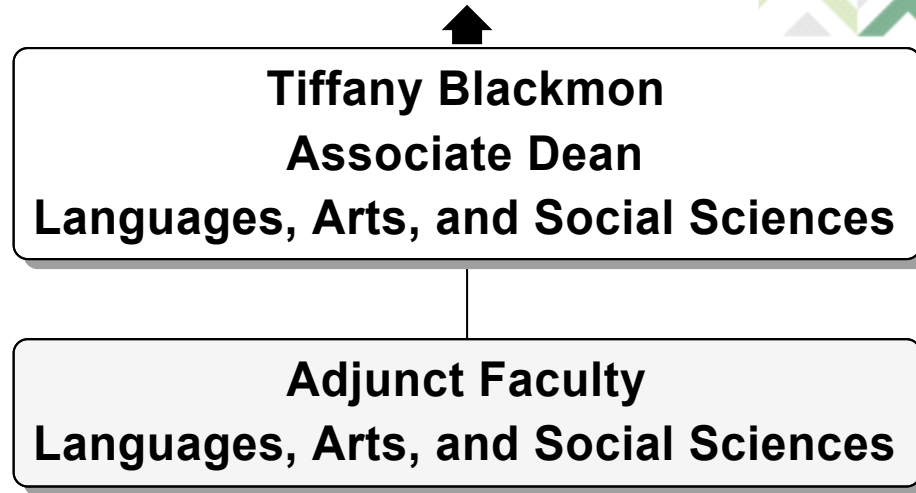 Tiffany Blackmon
Associate Dean
Languages, Arts, and Social Sciences
Adjunct Faculty
Languages, Arts, and Social Sciences